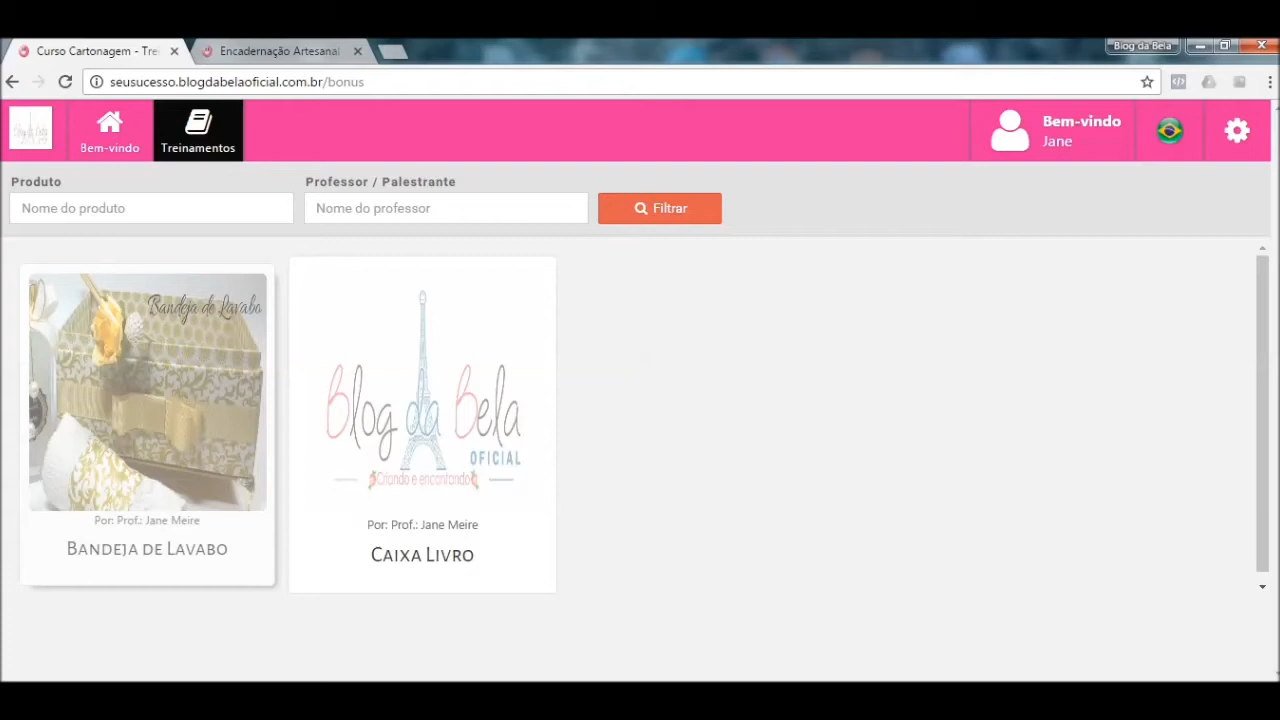 Curso Cartonagem - Tre
Encadernação Artesanal
Blog da Bela
seusucesso.blogdabelaoficial.com.br/bonus
Bem-vindo
Treinamentos
Bem-vindo
Jane
Produto
Professor / Palestrante
Nome do produto
Nome do professor
Filtrar
Bandeja de Lavabo
Por: Prof.: Jane Meire
Bandeja de Lavabo
Blog da Bela
OFICIAL
Criando e encantando
Por: Prof.: Jane Meire
Caixa Livro